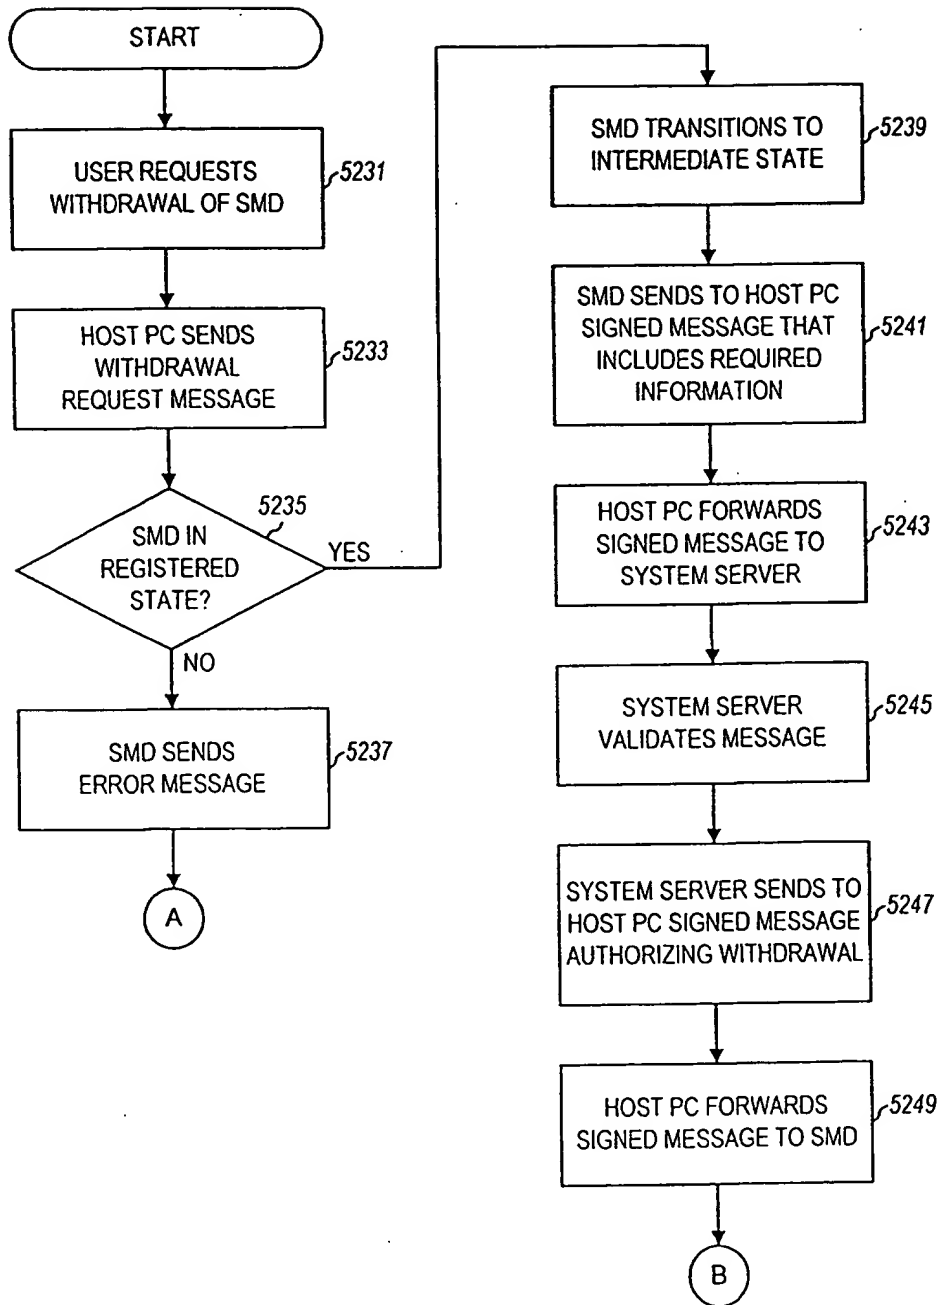 START
USER REQUESTS
WITHDRAWAL OF SMD
5231
HOST PC SENDS
WITHDRAWAL
REQUEST MESSAGE
5233
SMD IN
REGISTERED
STATE?
5235
YES
NO
SMD SENDS
ERROR MESSAGE
5237
A
SMD TRANSITIONS TO
INTERMEDIATE STATE
5239
SMD SENDS TO HOST PC
SIGNED MESSAGE THAT
INCLUDES REQUIRED
INFORMATION
5241
HOST PC FORWARDS
SIGNED MESSAGE TO
SYSTEM SERVER
5243
SYSTEM SERVER
VALIDATES MESSAGE
5245
SYSTEM SERVER SENDS TO
HOST PC SIGNED MESSAGE
AUTHORIZING WITHDRAWAL
5247
HOST PC FORWARDS
SIGNED MESSAGE TO SMD
5249
B